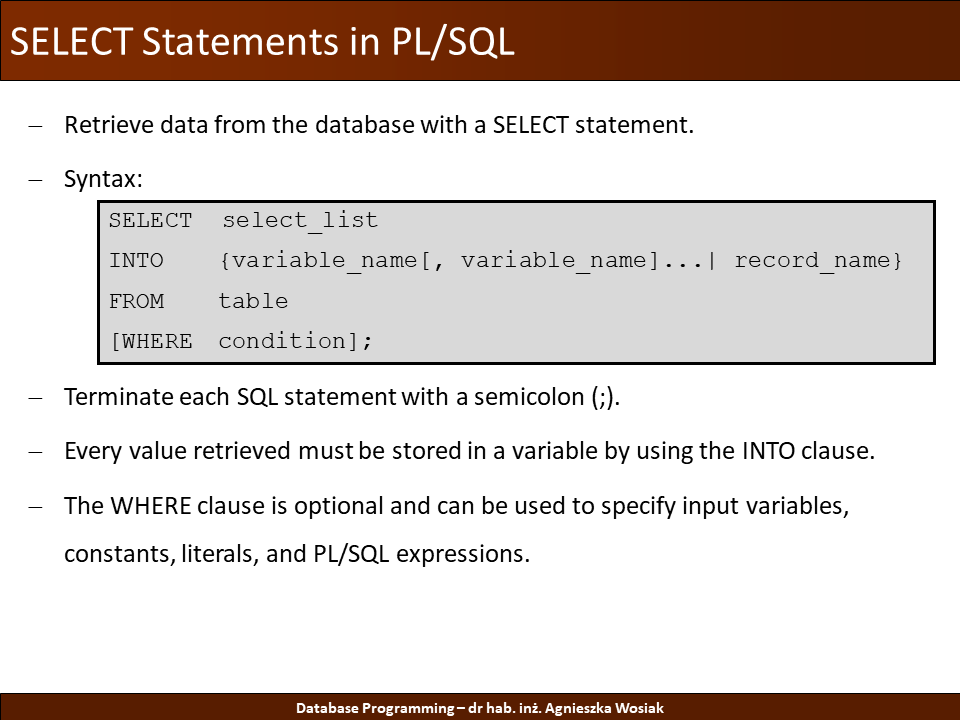 SELECT Statements in PL/SQL
– Retrieve data from the database with a SELECT statement.
– Syntax:
SELECT select_list
INTO {variable_name[, variable_name]...| record_name}
FROM table
[WHERE condition];
– Terminate each SQL statement with a semicolon (;).
– Every value retrieved must be stored in a variable by using the INTO clause.
– The WHERE clause is optional and can be used to specify input variables,
constants, literals, and PL/SQL expressions.
Database Programming – dr hab. inż. Agnieszka Wosiak